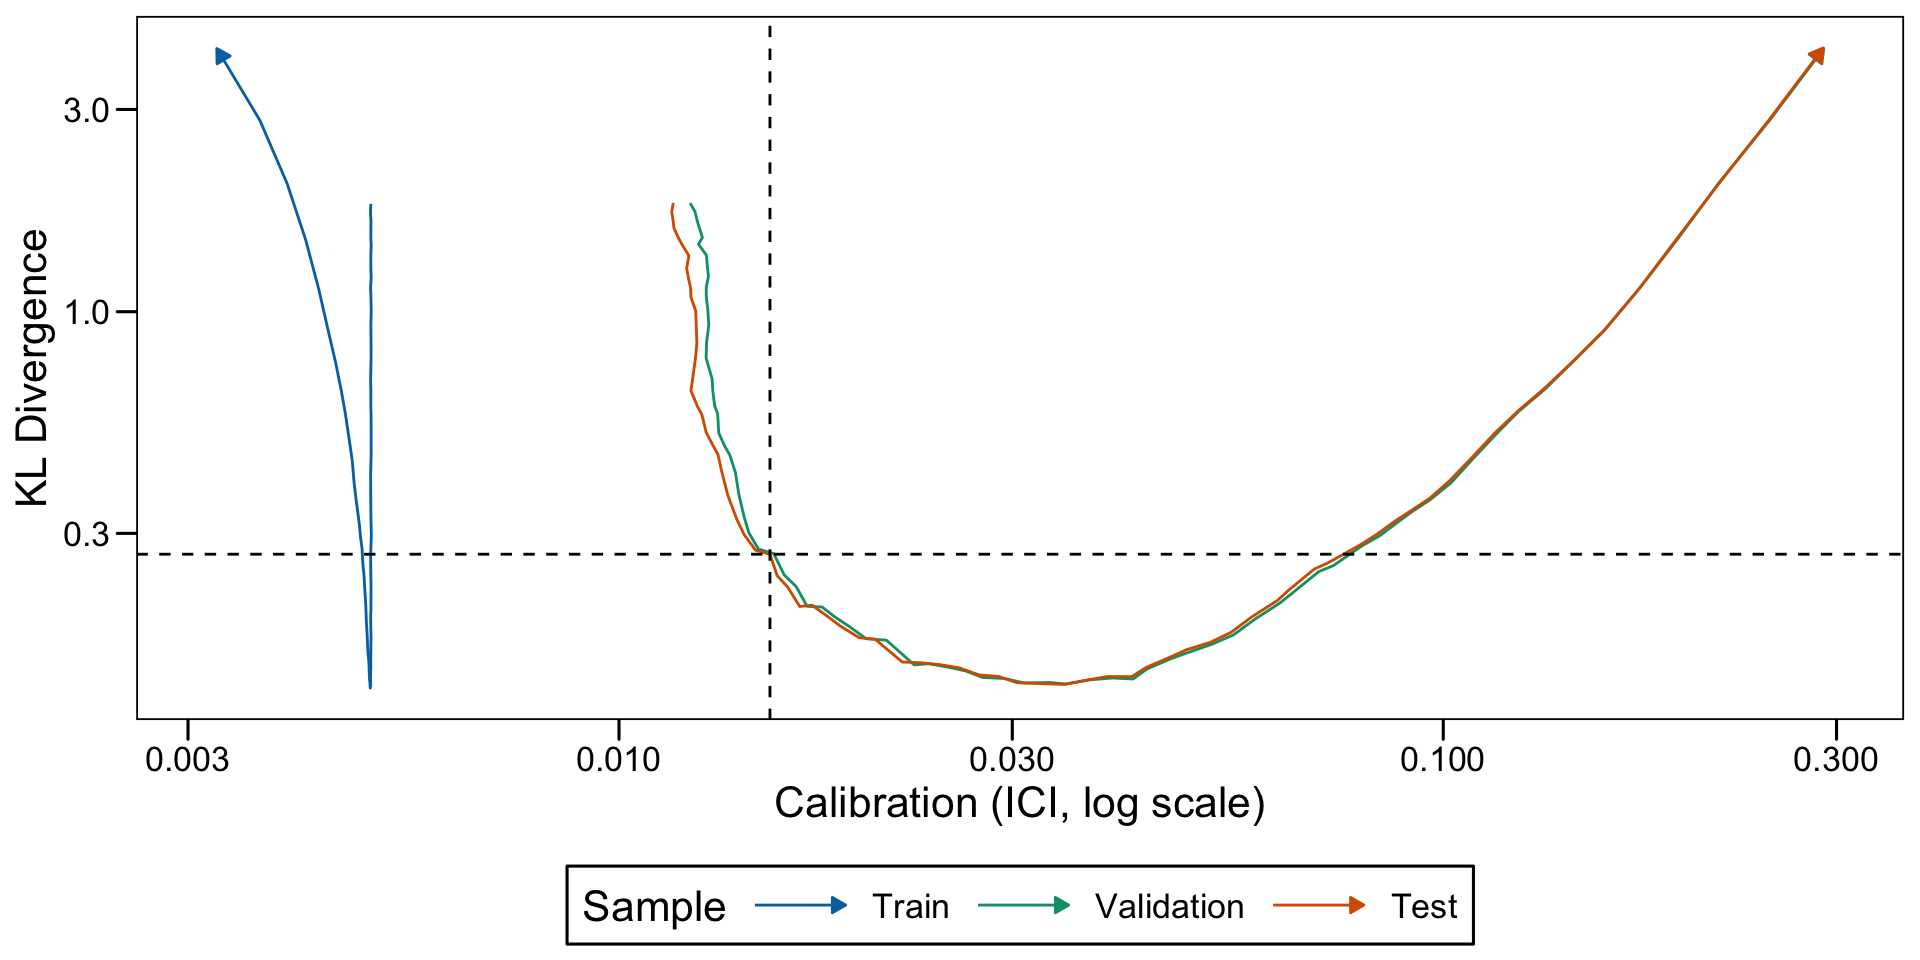 KL Divergence
3.0
1.0
0.3
0.003
0.010
0.030
0.100
0.300
Calibration (ICI, log scale)
Sample
Train
Validation
Test